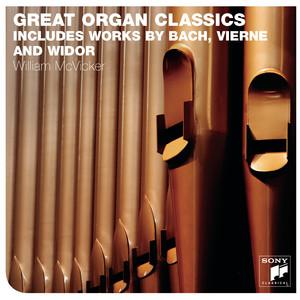 GREAT ORGAN CLASSICS
INCLUDES WORKS BY BACH, VIERNE
AND WIDOR
William McVicker
SONY
CLASSICAL